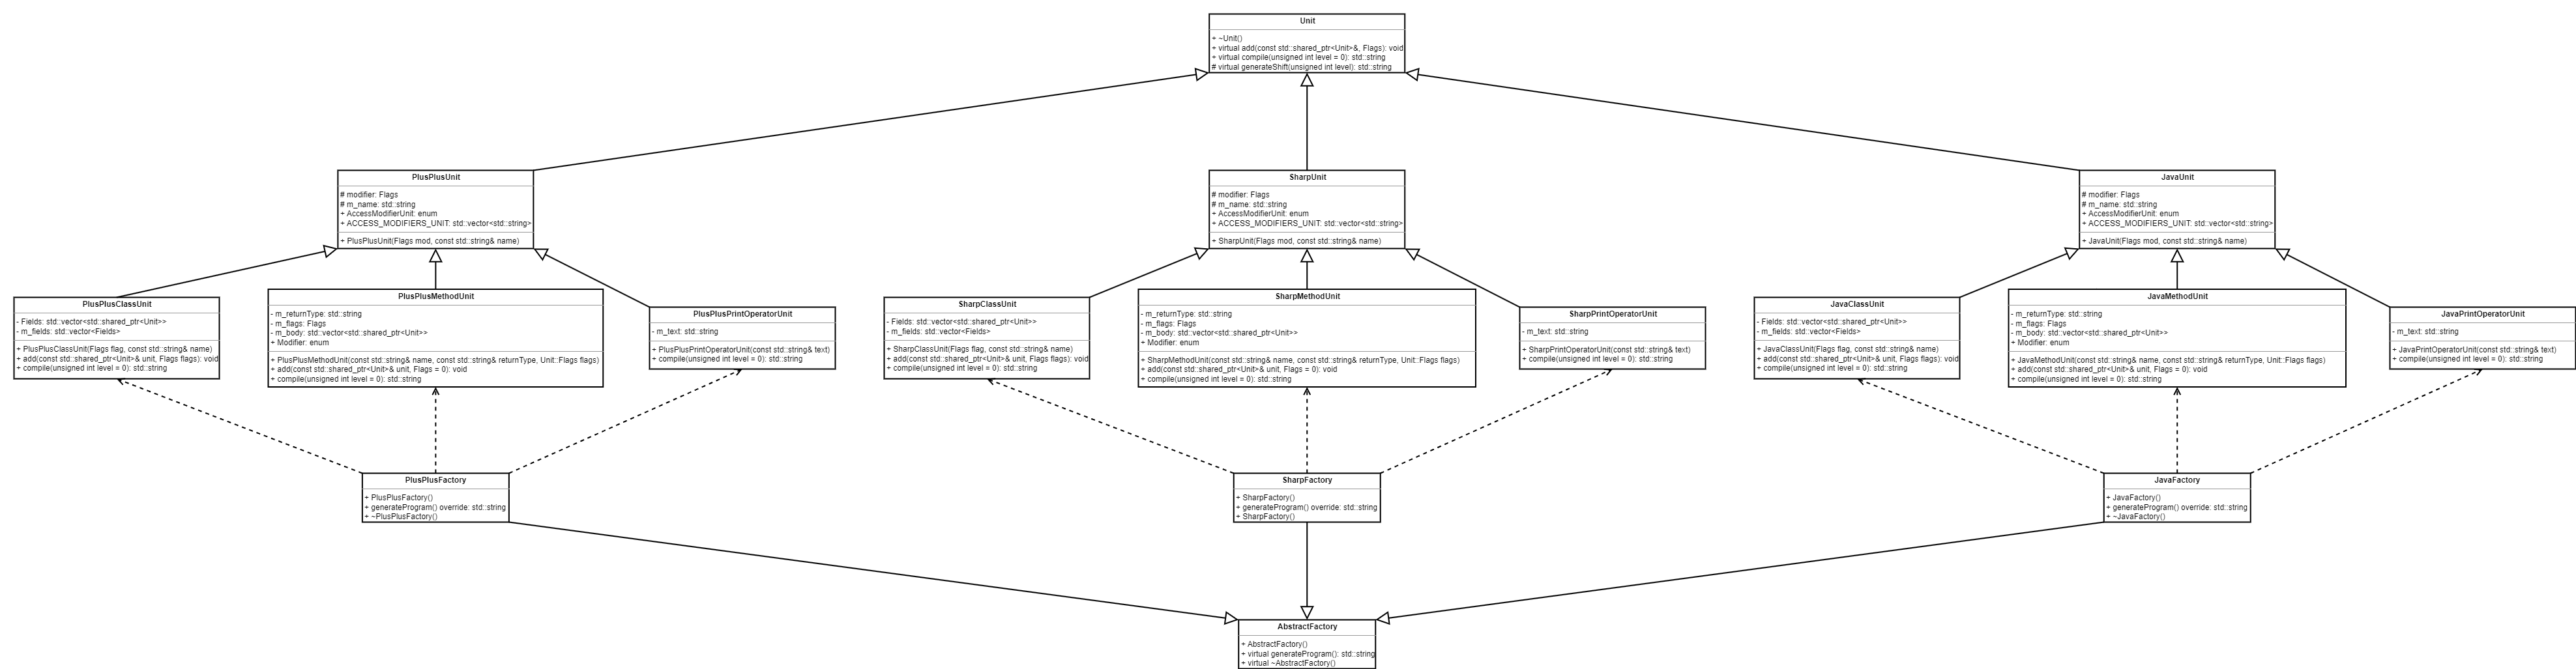 Unit
+ ~Unit()
+ virtual add(const std::shared_ptr<Unit>&, Flags): void
+ virtual compile(unsigned int level = 0): std::string
# virtual generateShift(unsigned int level): std::string
PlusPlusUnit
# modifier: Flags
# m_name: std::string
+ AccessModifierUnit: enum
+ ACCESS_MODIFIERS_UNIT: std::vector<std::string>
+ PlusPlusUnit(Flags mod, const std::string& name)
SharpUnit
# modifier: Flags
# m_name: std::string
+ AccessModifierUnit: enum
+ ACCESS_MODIFIERS_UNIT: std::vector<std::string>
+ SharpUnit(Flags mod, const std::string& name)
JavaUnit
# modifier: Flags
# m_name: std::string
+ AccessModifierUnit: enum
+ ACCESS_MODIFIERS_UNIT: std::vector<std::string>
+ JavaUnit(Flags mod, const std::string& name)
PlusPlusClassUnit
- Fields: std::vector<std::shared_ptr<Unit>>
- m_fields: std::vector<Fields>
+ PlusPlusClassUnit(Flags flag, const std::string& name)
+ add(const std::shared_ptr<Unit>& unit, Flags flags): void
+ compile(unsigned int level = 0): std::string
PlusPlusMethodUnit
- m_returnType: std::string
- m_flags: Flags
- m_body: std::vector<std::shared_ptr<Unit>>
+ Modifier: enum
+ PlusPlusMethodUnit(const std::string& name, const std::string& returnType, Unit::Flags flags)
+ add(const std::shared_ptr<Unit>& unit, Flags = 0): void
+ compile(unsigned int level = 0): std::string
PlusPlusPrintOperatorUnit
- m_text: std::string
+ PlusPlusPrintOperatorUnit(const std::string& text)
+ compile(unsigned int level = 0): std::string
SharpClassUnit
- Fields: std::vector<std::shared_ptr<Unit>>
- m_fields: std::vector<Fields>
+ SharpClassUnit(Flags flag, const std::string& name)
+ add(const std::shared_ptr<Unit>& unit, Flags flags): void
+ compile(unsigned int level = 0): std::string
SharpMethodUnit
- m_returnType: std::string
- m_flags: Flags
- m_body: std::vector<std::shared_ptr<Unit>>
+ Modifier: enum
+ SharpMethodUnit(const std::string& name, const std::string& returnType, Unit::Flags flags)
+ add(const std::shared_ptr<Unit>& unit, Flags = 0): void
+ compile(unsigned int level = 0): std::string
SharpPrintOperatorUnit
- m_text: std::string
+ SharpPrintOperatorUnit(const std::string& text)
+ compile(unsigned int level = 0): std::string
JavaClassUnit
- Fields: std::vector<std::shared_ptr<Unit>>
- m_fields: std::vector<Fields>
+ JavaClassUnit(Flags flag, const std::string& name)
+ add(const std::shared_ptr<Unit>& unit, Flags flags): void
+ compile(unsigned int level = 0): std::string
JavaMethodUnit
- m_returnType: std::string
- m_flags: Flags
- m_body: std::vector<std::shared_ptr<Unit>>
+ Modifier: enum
+ JavaMethodUnit(const std::string& name, const std::string& returnType, Unit::Flags flags)
+ add(const std::shared_ptr<Unit>& unit, Flags = 0): void
+ compile(unsigned int level = 0): std::string
JavaPrintOperatorUnit
- m_text: std::string
+ JavaPrintOperatorUnit(const std::string& text)
+ compile(unsigned int level = 0): std::string
PlusPlusFactory
+ PlusPlusFactory()
+ generateProgram() override: std::string
+ ~PlusPlusFactory()
SharpFactory
+ SharpFactory()
+ generateProgram() override: std::string
+ SharpFactory()
JavaFactory
+ JavaFactory()
+ generateProgram() override: std::string
+ ~JavaFactory()
AbstractFactory
+ AbstractFactory()
+ virtual generateProgram(): std::string
+ virtual ~AbstractFactory()